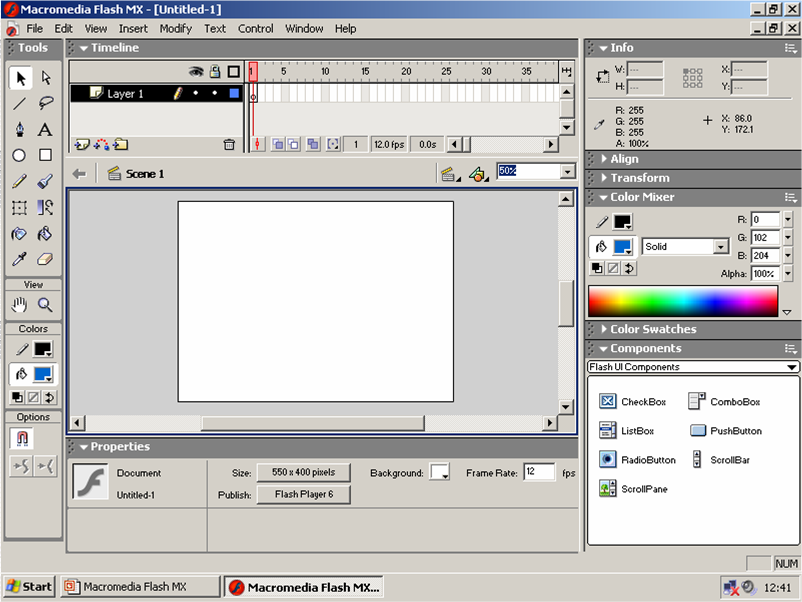 Macromedia Flash MX - [Untitled-1]
File Edit View Insert Modify Text Control Window Help
Tools
Timeline
1 5 10 15 20 25 30 35
Layer 1
1 12.0 fps 0.0s
Scene 1
50%
View
Colors
Options
Properties
Document
Untitled-1
Size: 550 x 400 pixels Background: Frame Rate: 12 fps
Publish: Flash Player 6
Info
W: --- X: ---
H: --- Y: ---
R: 255
G: 255
B: 255
A: 100%
X: 86.0
Y: 172.1
Align
Transform
Color Mixer
R: 0
Solid G: 102
B: 204
Alpha: 100%
Color Swatches
Components
Flash UI Components
CheckBox ComboBox
ListBox PushButton
RadioButton ScrollBar
ScrollPane
NUM
Start Macromedia Flash MX Macromedia Flash MX... 12:41